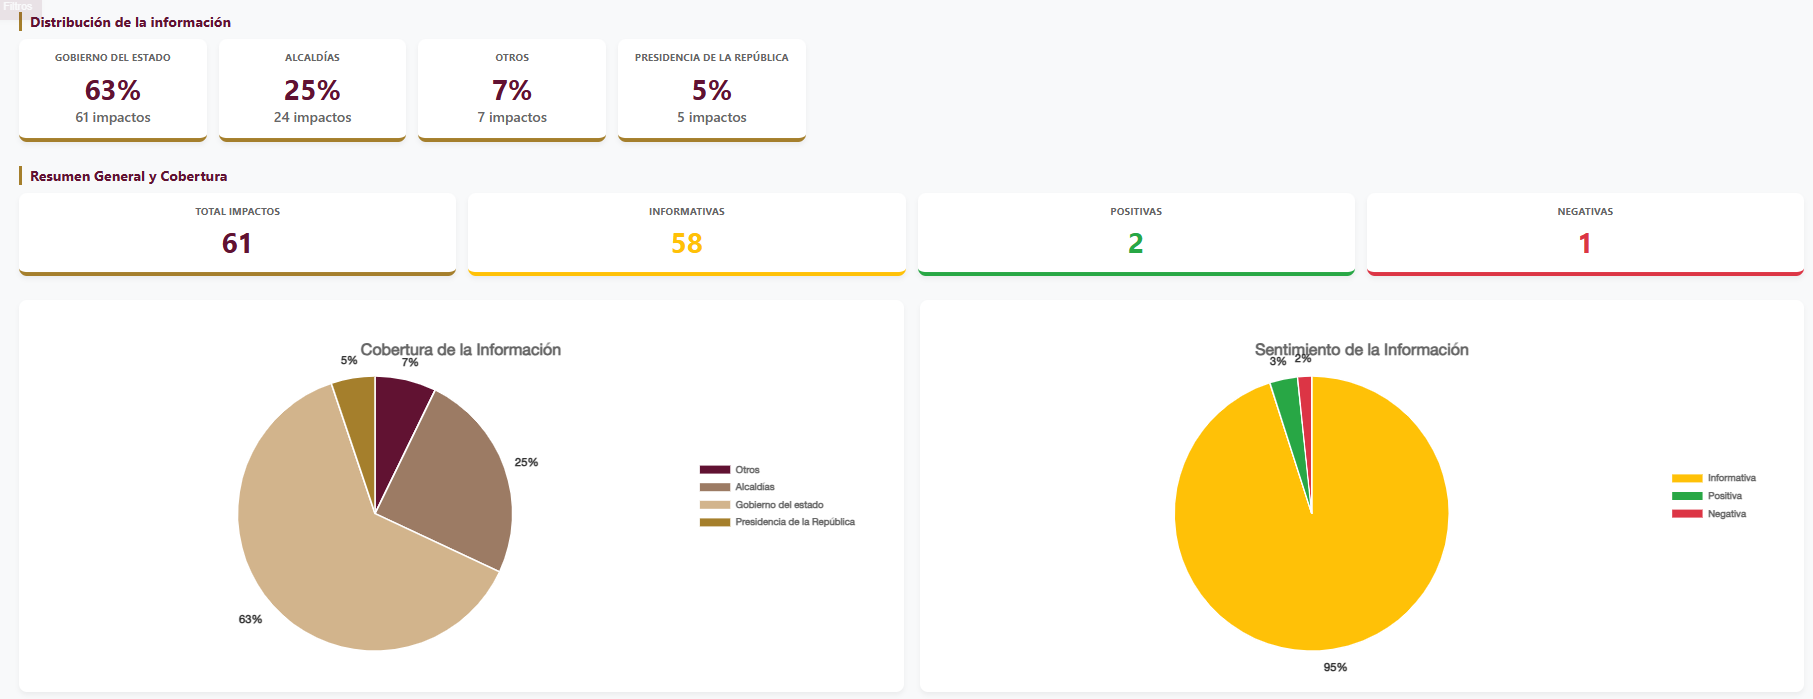 Filtros
Distribución de la información
GOBIERNO DEL ESTADO
63%
61 impactos
ALCALDÍAS
25%
24 impactos
OTROS
7%
7 impactos
PRESIDENCIA DE LA REPÚBLICA
5%
5 impactos
Resumen General y Cobertura
TOTAL IMPACTOS
61
INFORMATIVAS
58
POSITIVAS
2
NEGATIVAS
1
Cobertura de la Información
5%
7%
25%
63%
Otros
Alcaldías
Gobierno del estado
Presidencia de la República
Sentimiento de la Información
3%
2%
95%
Informativa
Positiva
Negativa